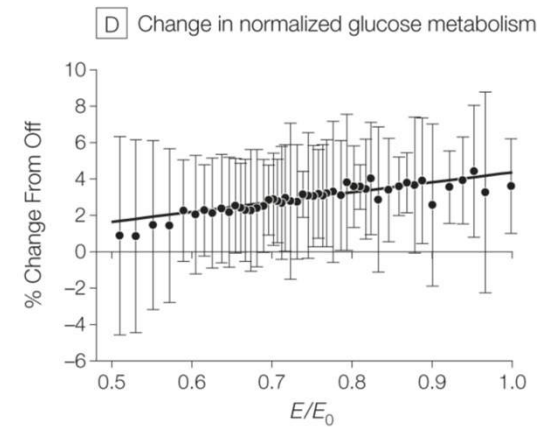 D Change in normalized glucose metabolism
10
8
6
4
2
0
−2
−4
−6
% Change From Off
0.5 0.6 0.7 0.8 0.9 1.0
E/E0